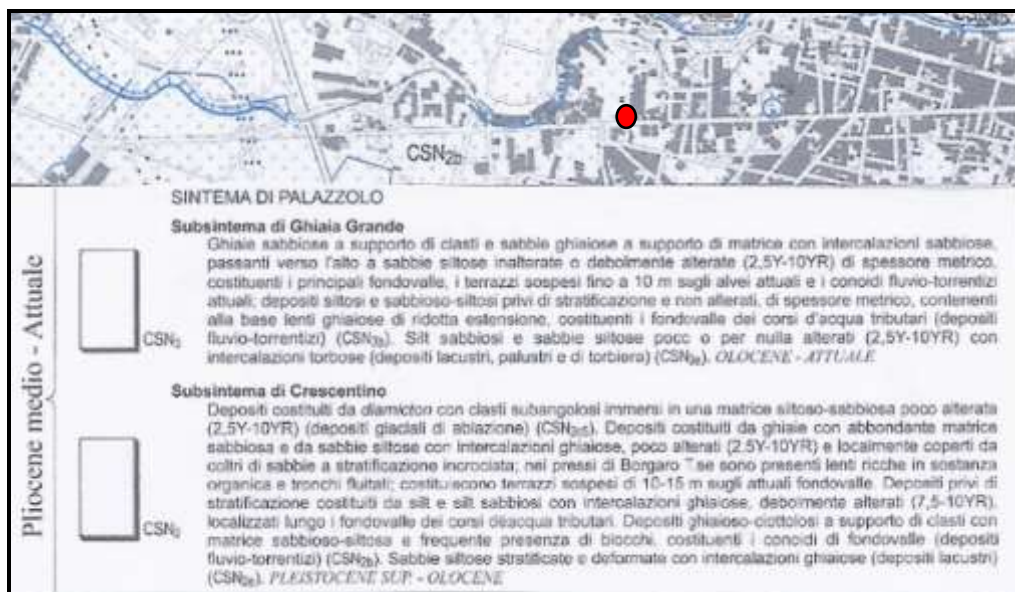 CSN2b
SINTEMA DI PALAZZOLO
Subsintema di Ghiaia Grande
Ghiaie sabbiose a supporto di clasti e sabbie ghiaiose a supporto di matrice con intercalazioni sabbiose,
passanti verso l'alto a sabbie siltose inalterate o debolmente alterate (2,5Y-10YR) di spessore metrico,
costituenti i principali fondovalle, i terrazzi sospesi fino a 10 m sugli alvei attuali e i conoidi fluvio-torrentizi
attuali; depositi siltosi e sabbioso-siltosi privi di stratificazione e non alterati, di spessore metrico, contenenti
alla base lenti ghiaiose di ridotta estensione, costituenti i fondovalle dei corsi d'acqua tributari (depositi
fluvio-torrentizi) (CSN3b). Silt sabbiosi e sabbie siltose poco o per nulla alterati (2,5Y-10YR) con
intercalazioni torbose (depositi lacustri, palustri e di torbiera) (CSN3e). OLOCENE - ATTUALE
CSN3
Subsintema di Crescentino
Depositi costituiti da diamicton con clasti subangolosi immersi in una matrice siltoso-sabbiosa poco alterata
(2,5Y-10YR) (depositi glaciali di ablazione) Depositi costituiti da ghiaie con abbondante matrice
sabbiosa e da sabbie siltose con intercalazioni ghiaiose, poco alterati (2,5Y-10YR) e localmente coperti da
coltri di sabbie a stratificazione incrociata; nei pressi di Borgaro T.se sono presenti lenti ricche in sostanza
organica e tronchi fluitati; costituiscono terrazzi sospesi di 10-15 m sugli attuali fondovalle. Depositi privi di
stratificazione costituiti da silt e silt sabbiosi con intercalazioni ghiaiose, debolmente alterati (7,5-10YR),
localizzati lungo i fondovalle dei corsi deacqua tributari. Depositi ghiaioso-ciottolosi a supporto di clasti con
matrice sabbioso-siltosa e frequente presenza di blocchi, costituenti i conoidi di fondovalle (depositi
fluvio-torrentizi) (CSN2b). Sabbie siltose stratificate e deformate con intercalazioni ghiaiose (depositi lacustri)
(CSN2e). PLEISTOCENE SUP. - OLOCENE
Pliocene medio - Attuale